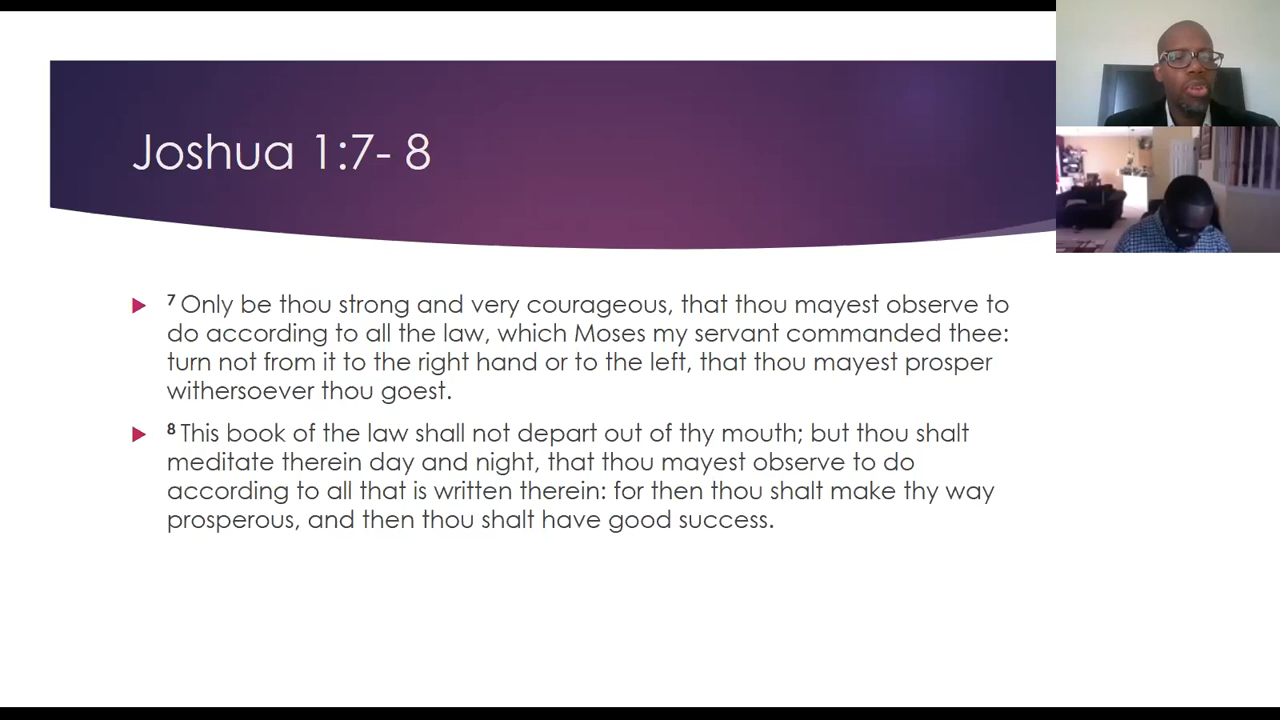 Joshua 1:7- 8
7 Only be thou strong and very courageous, that thou mayest observe to
do according to all the law, which Moses my servant commanded thee:
turn not from it to the right hand or to the left, that thou mayest prosper
withersoever thou goest.
8 This book of the law shall not depart out of thy mouth; but thou shalt
meditate therein day and night, that thou mayest observe to do
according to all that is written therein: for then thou shalt make thy way
prosperous, and then thou shalt have good success.